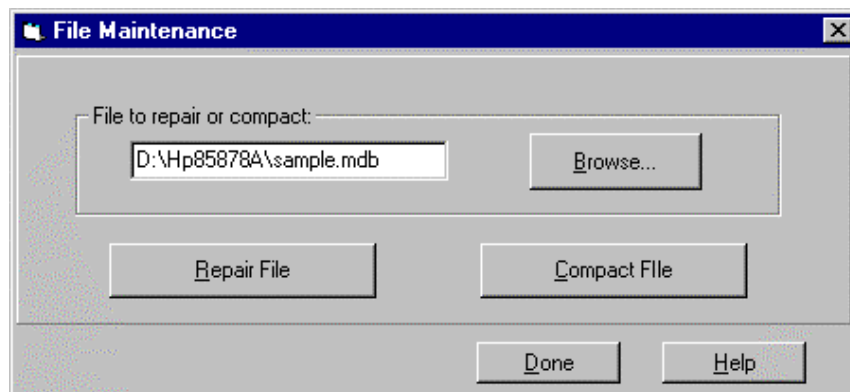 File Maintenance
File to repair or compact:
D:\Hp85878A\sample.mdb
Browse...
Repair File
Compact FIle
Done
Help